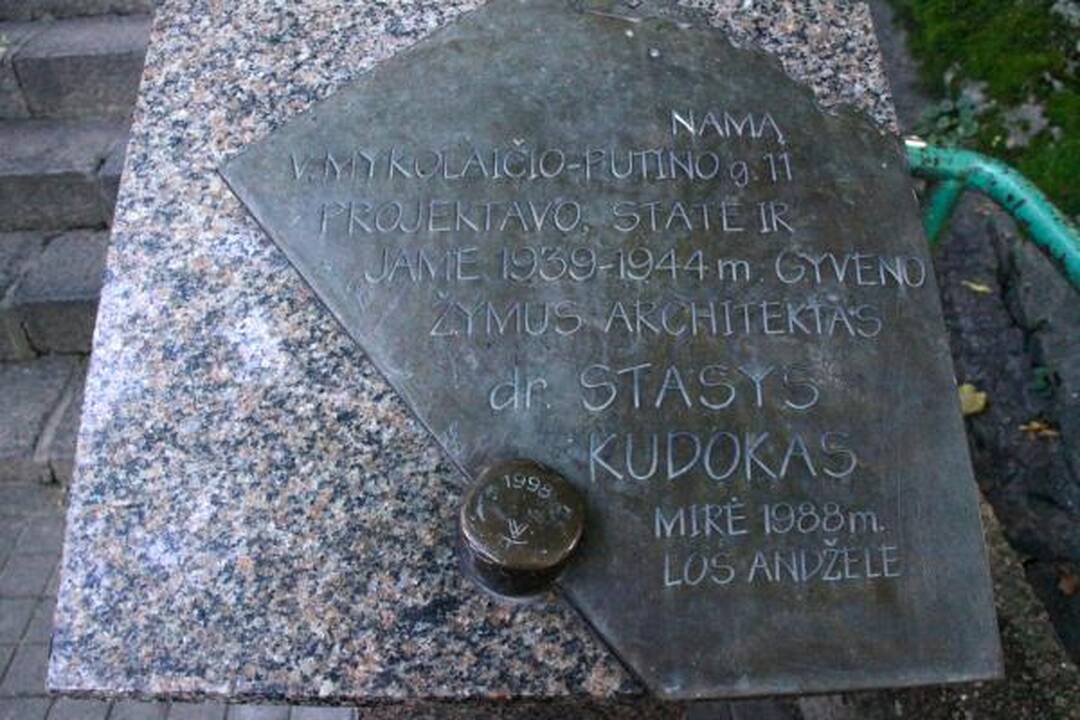 NAMĄ
V. MYKOLAIČIO-PUTINO g. 11
PROJEKTAVO, STATĖ IR
JAME 1939-1944 m. GYVENO
ŽYMUS ARCHITEKTAS
dr. STASYS
KUDOKAS
MIRĖ 1988 m.
LOS ANDŽELE
1998